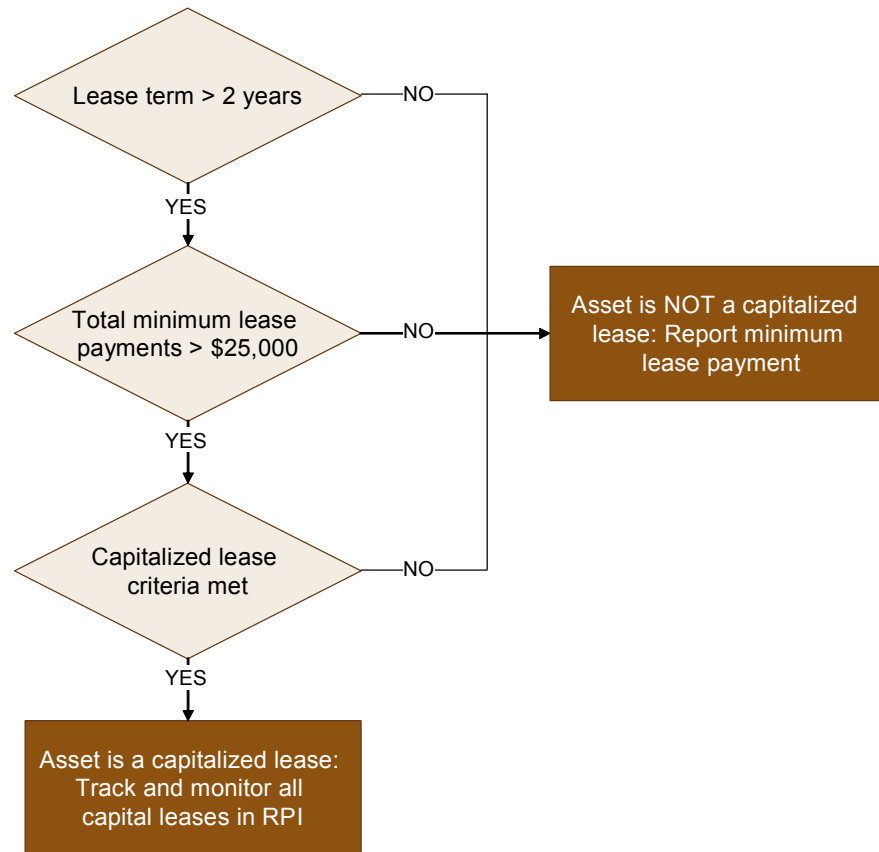 Lease term > 2 years
NO
YES
Total minimum lease
payments > $25,000
NO
Asset is NOT a capitalized
lease: Report minimum
lease payment
YES
Capitalized lease
criteria met
NO
YES
Asset is a capitalized lease:
Track and monitor all
capital leases in RPI